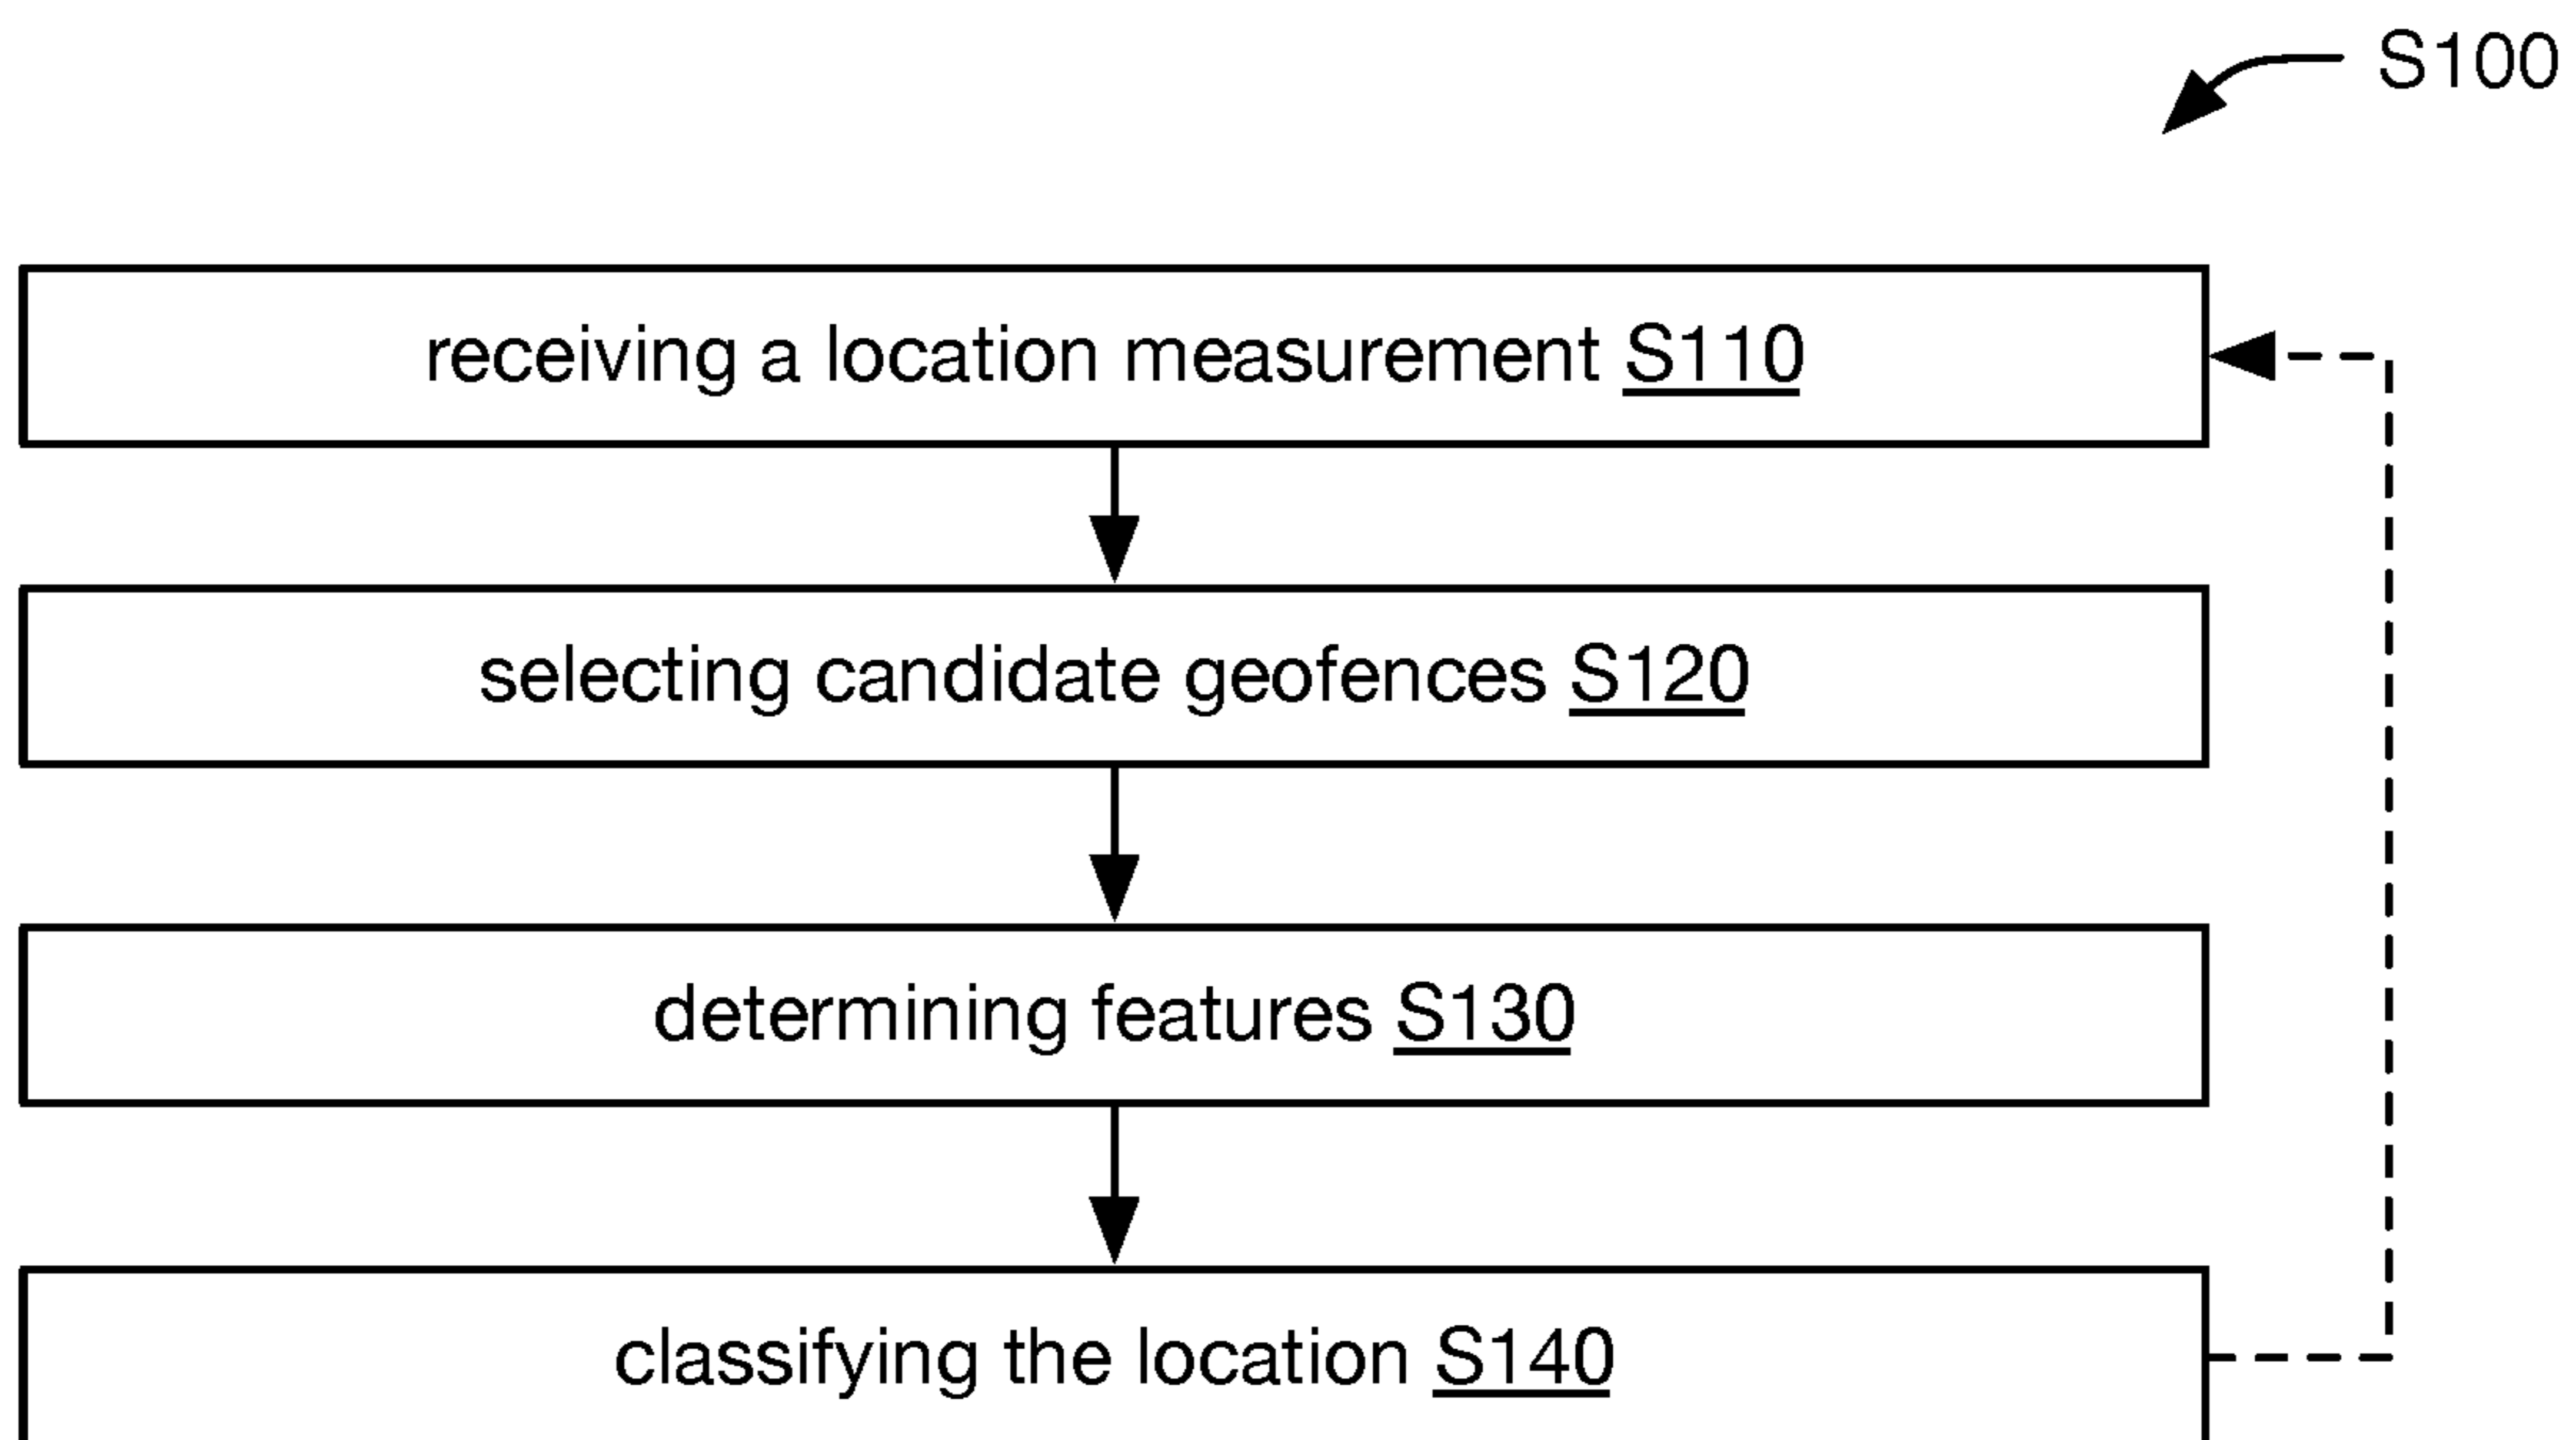 S100
receiving a location measurement S110
selecting candidate geofences S120
determining features S130
classifying the location S140